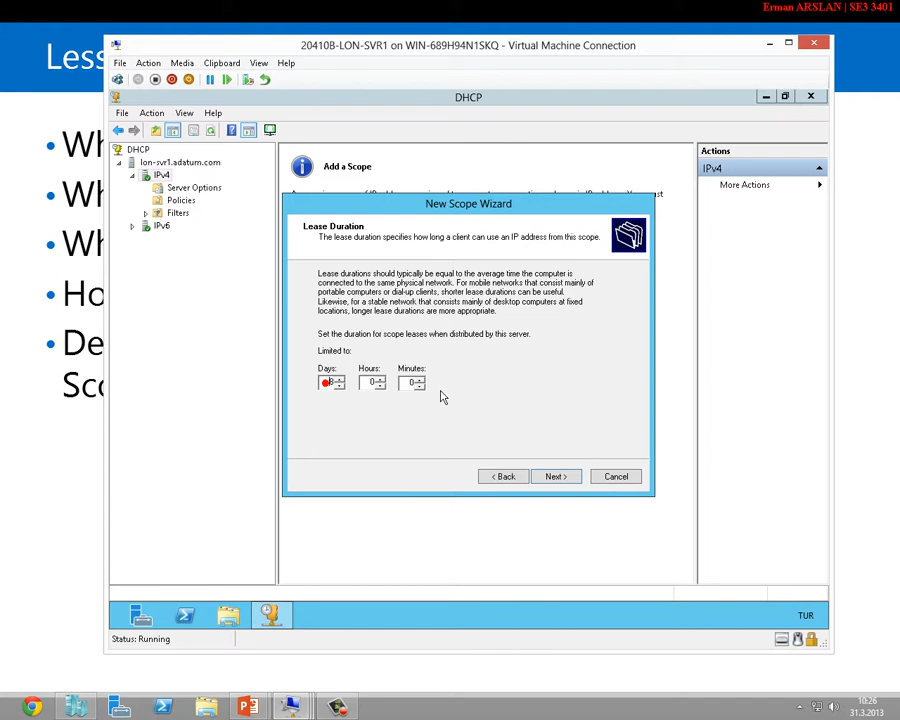 Erman ARSLAN | SE3 3401
Less
20410B-LON-SVR1 on WIN-689H94N1SKQ - Virtual Machine Connection
File Action Media Clipboard View Help
DHCP
File Action View Help
DHCP
lon-svr1.adatum.com
IPv4
Server Options
Policies
Filters
IPv6
Add a Scope
Actions
IPv4
More Actions
New Scope Wizard
Lease Duration
The lease duration specifies how long a client can use an IP address from this scope.
Lease durations should typically be equal to the average time the computer is
connected to the same physical network. For mobile networks that consist mainly of
portable computers or dial-up clients, shorter lease durations can be useful.
Likewise, for a stable network that consists mainly of desktop computers at fixed
locations, longer lease durations are more appropriate.
Set the duration for scope leases when distributed by this server.
Limited to:
Days: Hours: Minutes:
8 0 0
< Back Next > Cancel
• Wh
• Wh
• Wh
• Ho
• De
Sco
TUR
Status: Running
10:26
31.3.2013